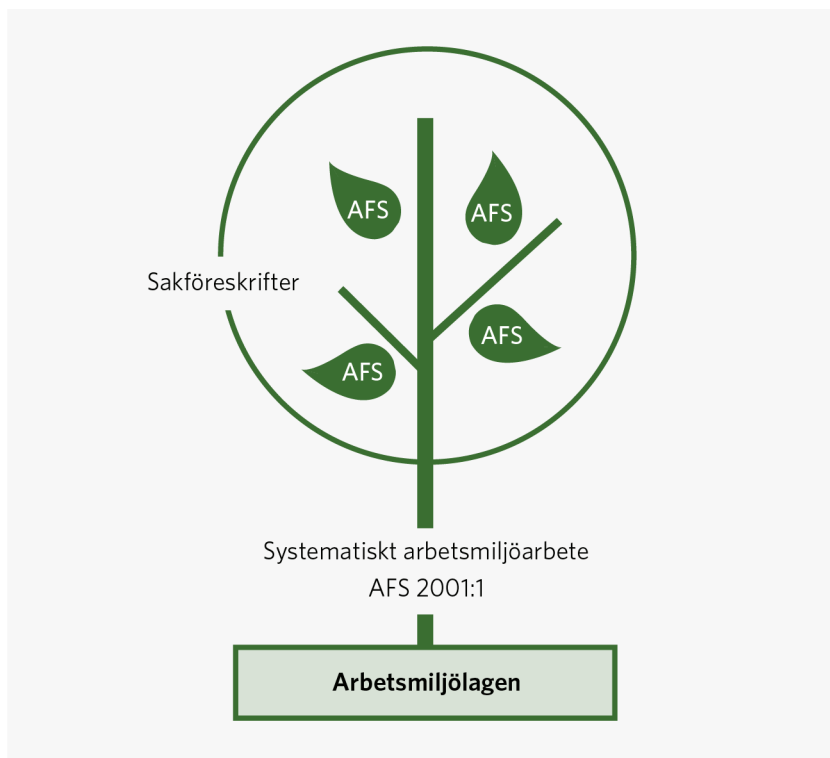 AFS
AFS
Sakföreskrifter
AFS
AFS
Systematiskt arbetsmiljöarbete
AFS 2001:1
Arbetsmiljölagen